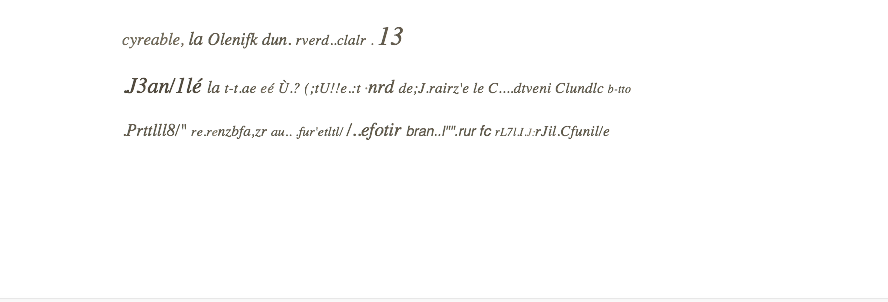 cyreable, la Olenifk dun. rverd..clalr . 13
.J3an/1lé la t-t.ae eé Ù.? (;tU!!e.:t ·nrd de;J.rairz'e le C....dtveni Clundlc b-tto
.Prttlll8/" re.renzbfa,zr au.. .fur'etltl/ /..efotir bran..l"".rur fc rL7l.I.J:rJil.Cfunil/e